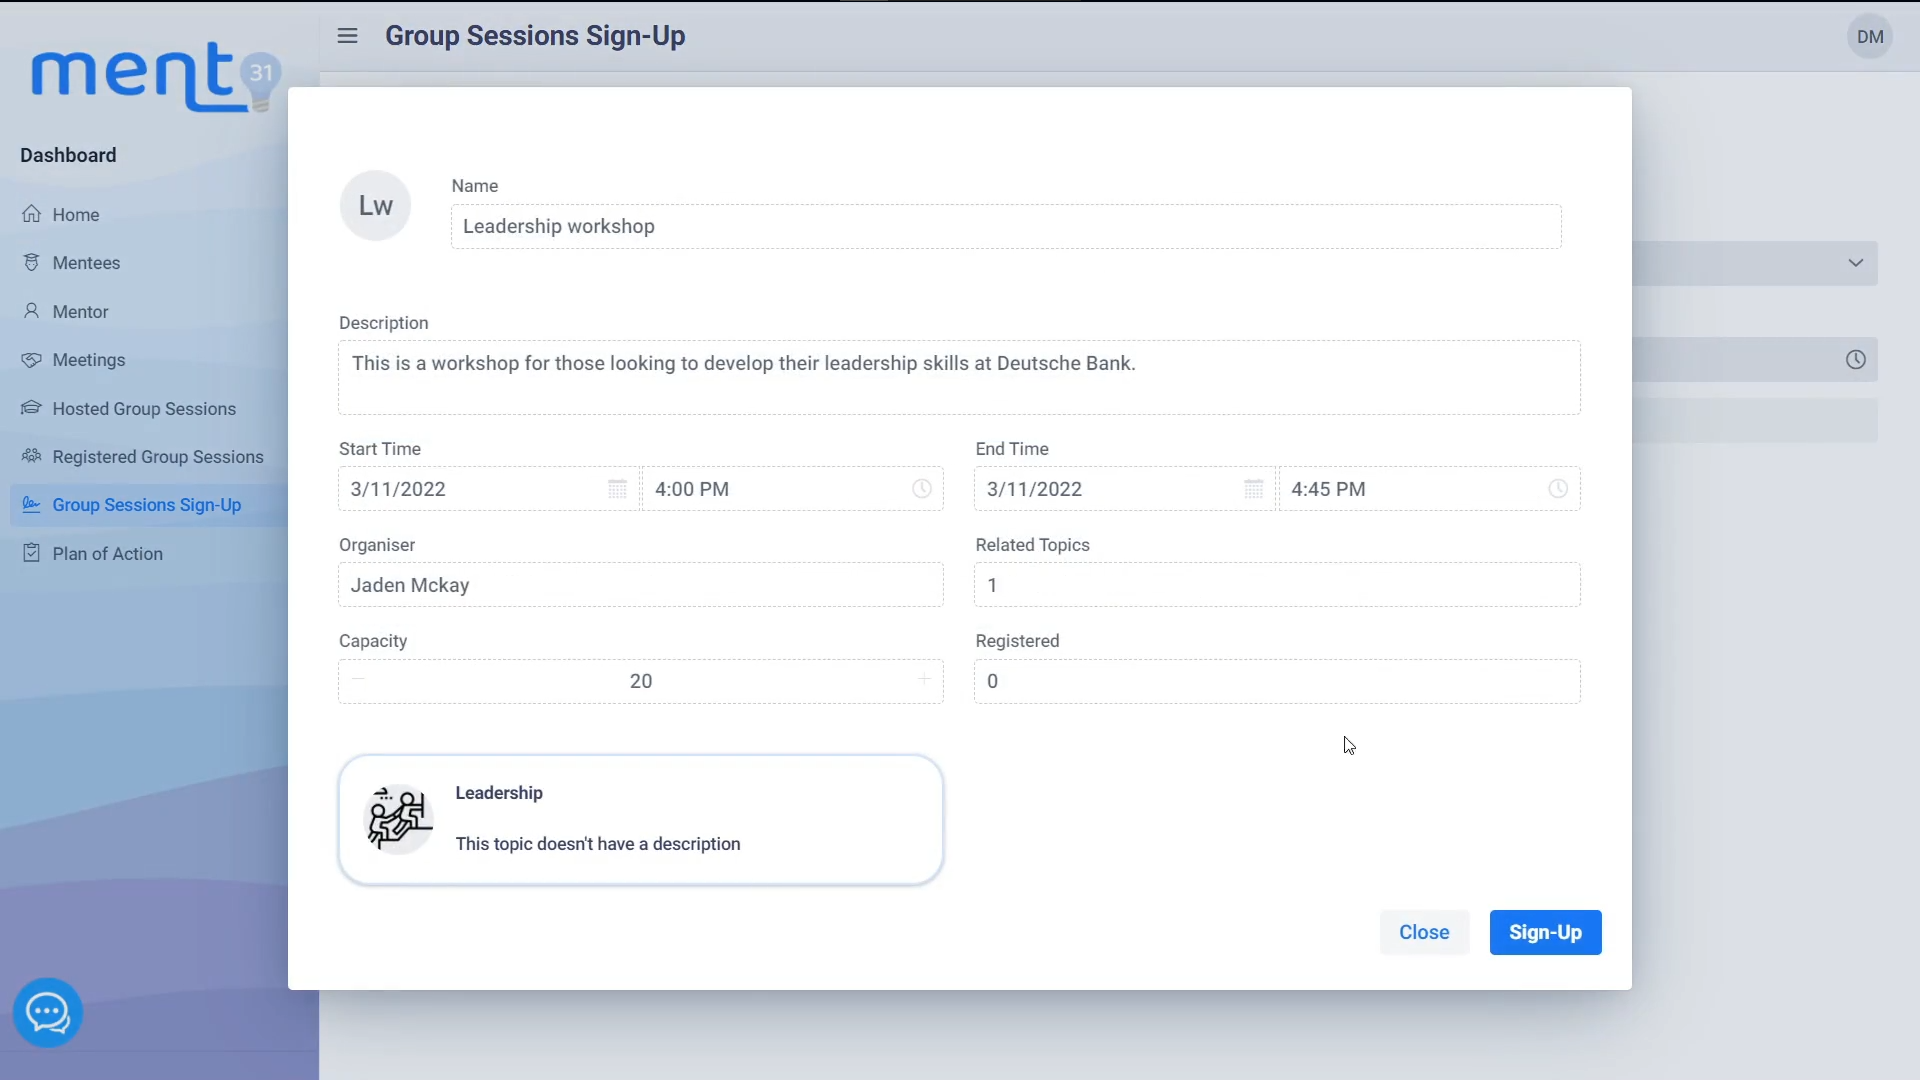 ment
31
Group Sessions Sign-Up
DM
Dashboard
Home
Mentees
Mentor
Meetings
Hosted Group Sessions
Registered Group Sessions
Group Sessions Sign-Up
Plan of Action
Lw
Name
Leadership workshop
Description
This is a workshop for those looking to develop their leadership skills at Deutsche Bank.
Start Time
3/11/2022 4:00 PM
End Time
3/11/2022 4:45 PM
Organiser
Jaden Mckay
Related Topics
1
Capacity
20
Registered
0
Leadership
This topic doesn't have a description
Close
Sign-Up